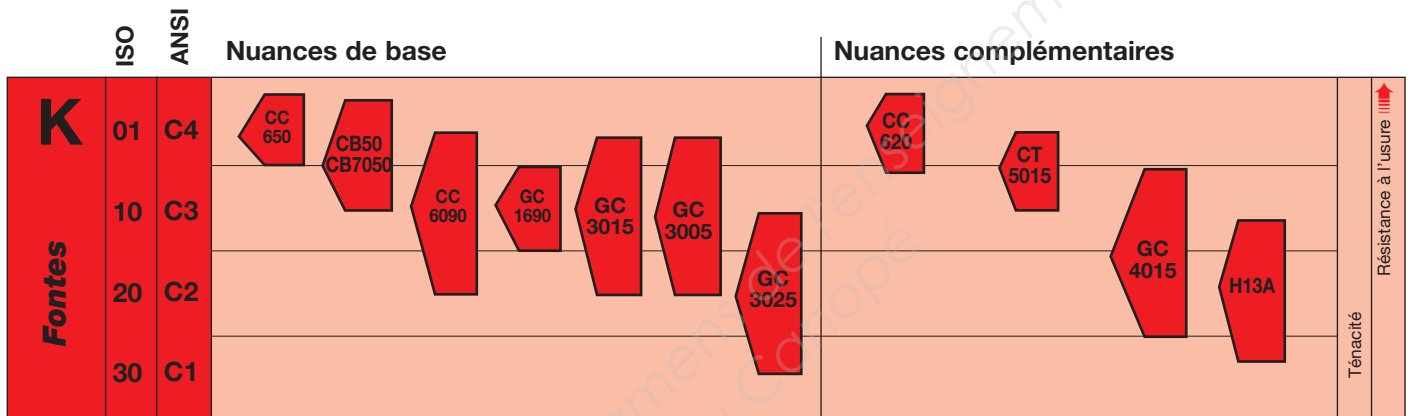 ISO
ANSI
Nuances de base
Nuances complémentaires
K
Fontes
01 C4
10 C3
20 C2
30 C1
CC
650
CB50
CB7050
CC
6090
GC
1690
GC
3015
GC
3005
GC
3025
CC
620
CT
5015
GC
4015
H13A
Ténacité
Résistance à l'usure
Canopé